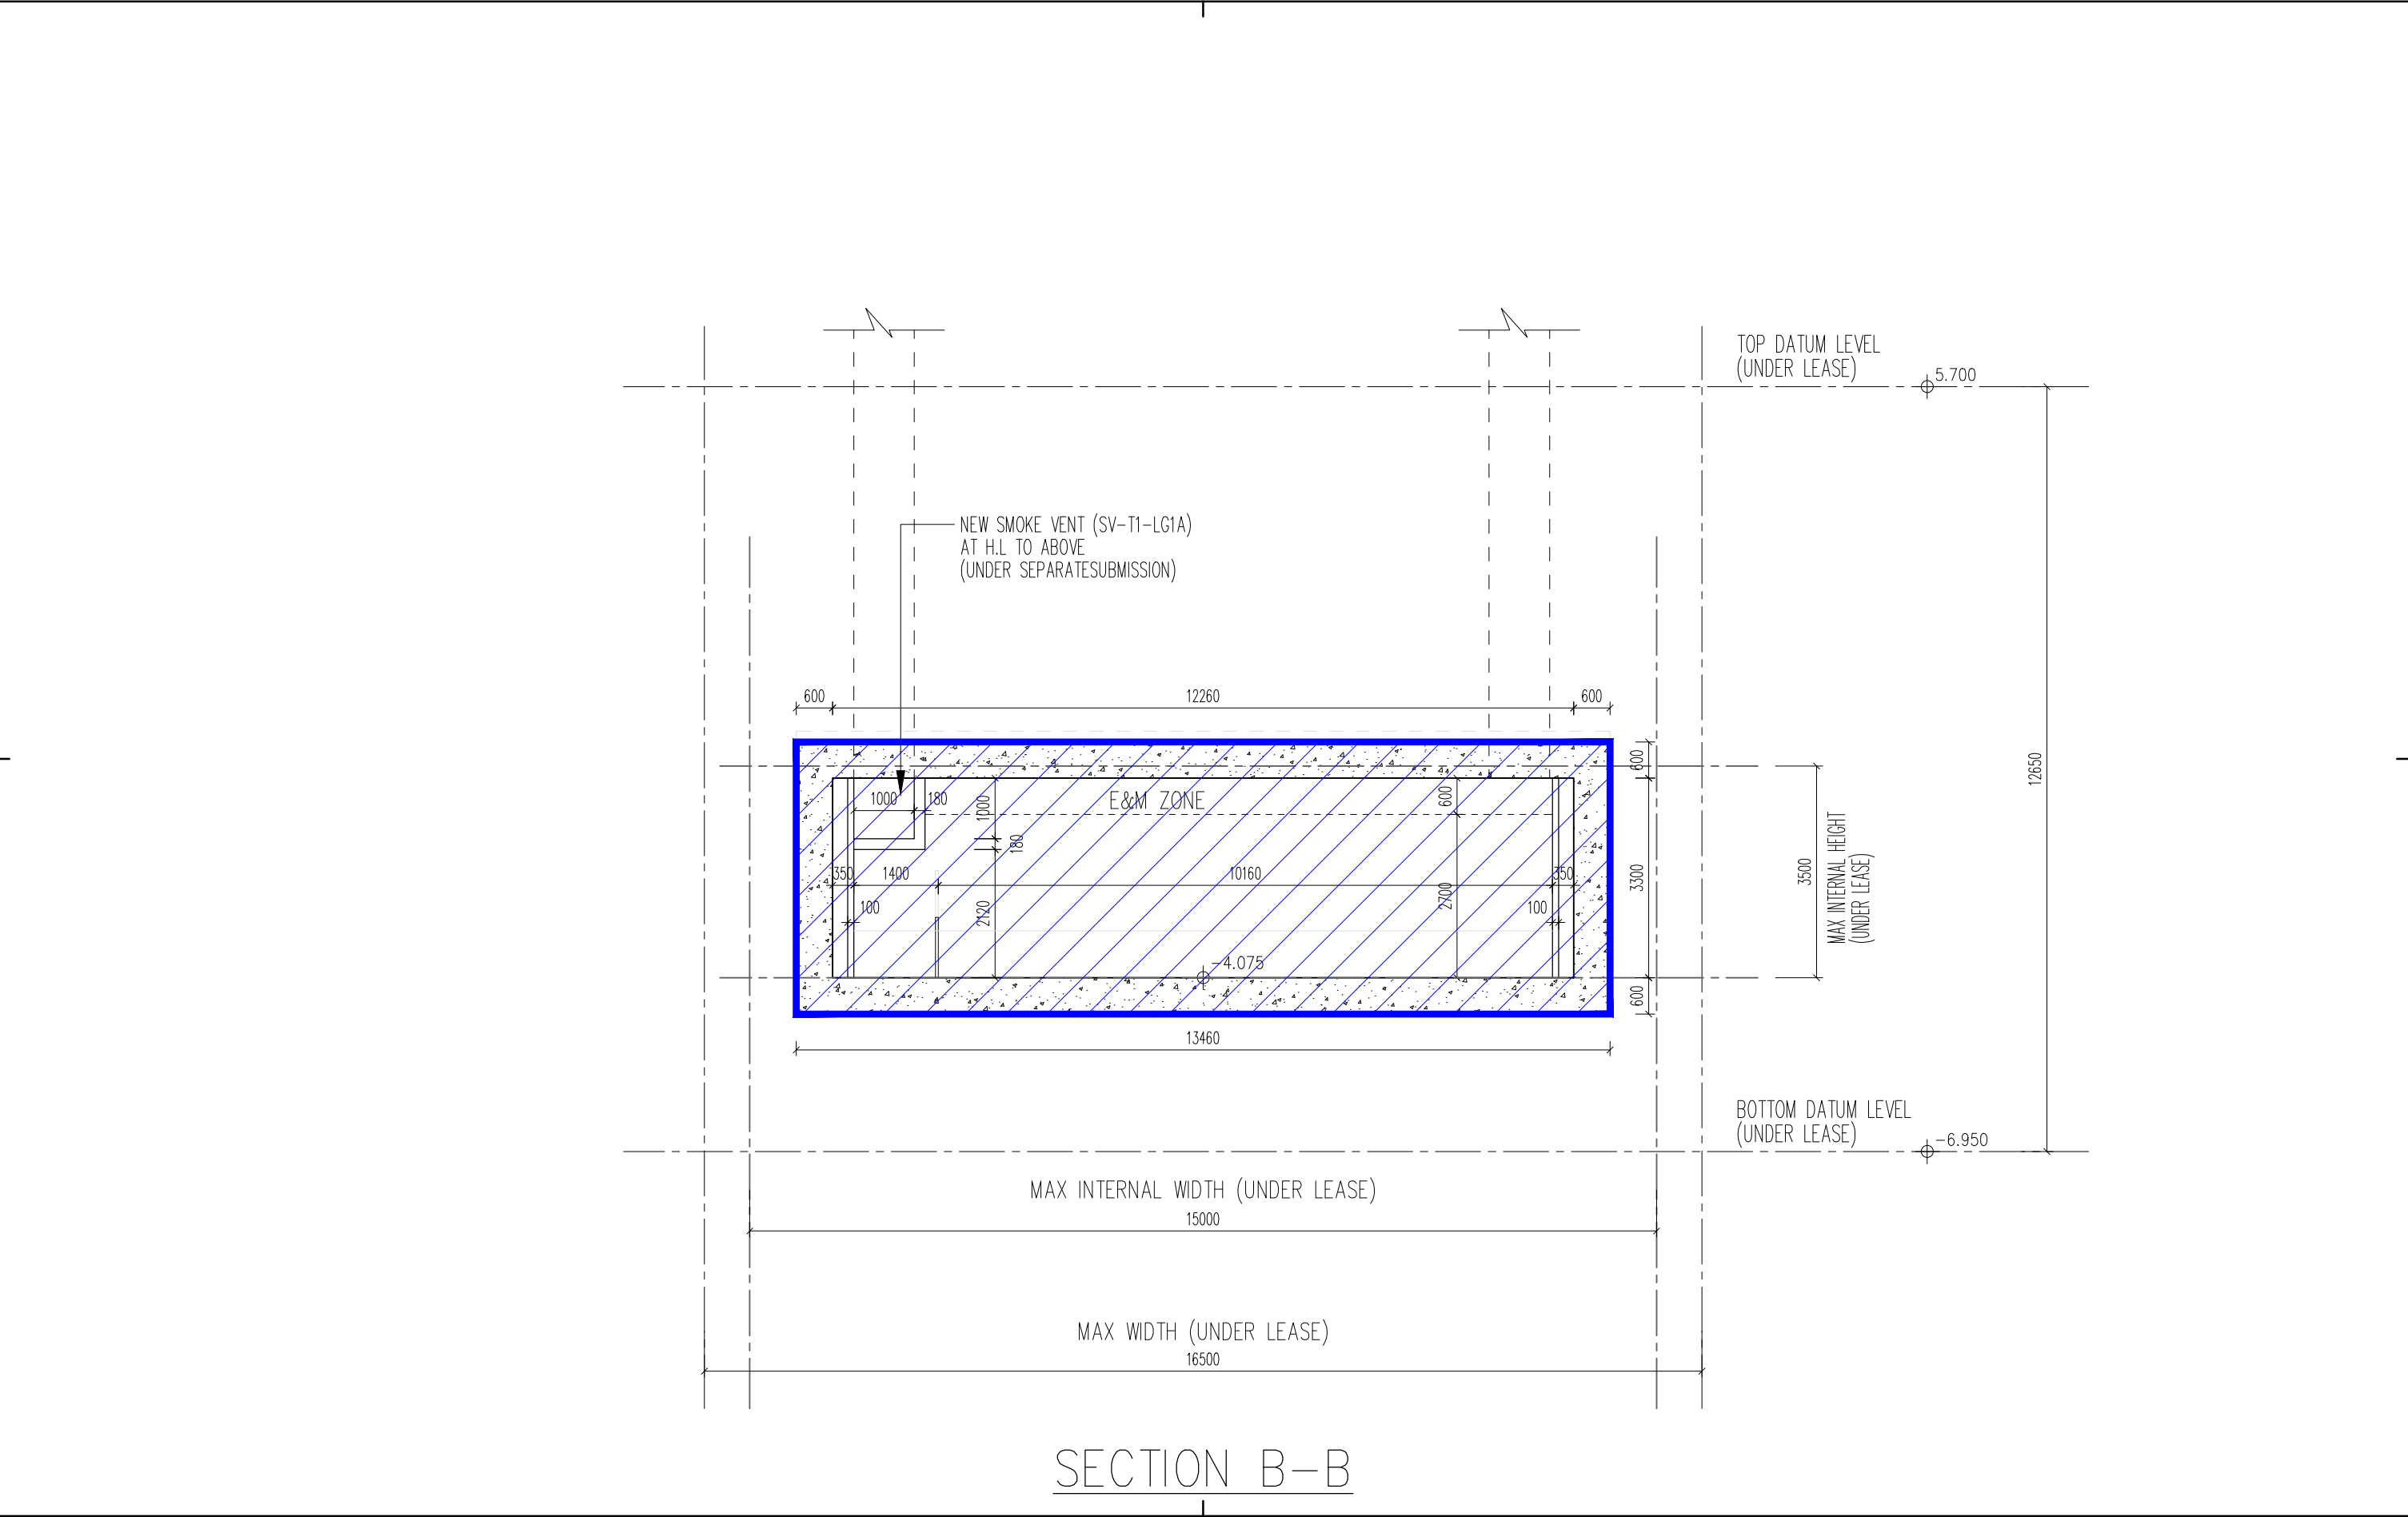 TOP DATUM LEVEL
(UNDER LEASE)
5.700
NEW SMOKE VENT (SV-T1-LG1A)
AT H.L TO ABOVE
(UNDER SEPARATESUBMISSION)
600
12260
600
600
12650
1000
180
1000
E&M ZONE
600
180
350
1400
10160
350
3300
3500
MAX INTERNAL HEIGHT
(UNDER LEASE)
100
2120
2700
100
-4.075
600
13460
BOTTOM DATUM LEVEL
(UNDER LEASE)
-6.950
MAX INTERNAL WIDTH (UNDER LEASE)
15000
MAX WIDTH (UNDER LEASE)
16500
SECTION B-B